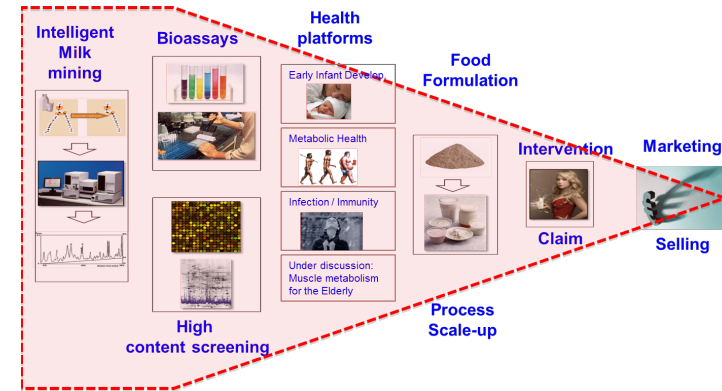 Intelligent
Milk
mining
Bioassays
High
content screening
Health
platforms
Early Infant Develop.
Metabolic Health
Infection / Immunity
Under discussion:
Muscle metabolism
for the Elderly
Food
Formulation
Process
Scale-up
Intervention
Claim
Marketing
Selling